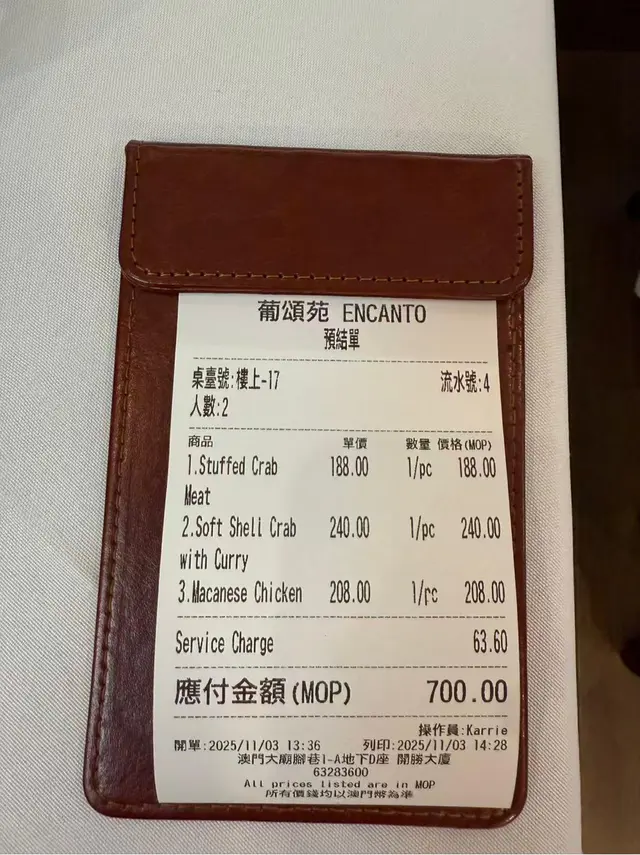 葡頌苑 ENCANTO
預結單
桌臺號:樓上-17 流水號:4
人數:2
商品 單價 數量 價格(MOP)
1.Stuffed Crab 188.00 1/pc 188.00
Meat
2.Soft Shell Crab 240.00 1/pc 240.00
with Curry
3.Macanese Chicken 208.00 1/pc 208.00
Service Charge 63.60
應付金額(MOP) 700.00
操作員:Karrie
開單:2025/11/03 13:36 列印:2025/11/03 14:28
澳門大廟腳巷1-A地下D座 開勝大廈
63283600
All prices listed are in MOP
所有價錢均以澳門幣為準